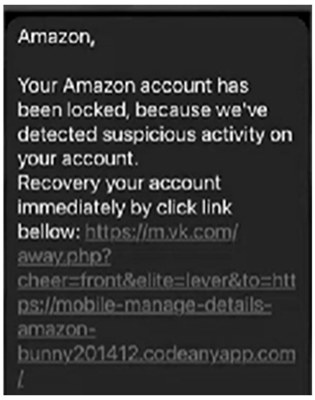 Amazon,
Your Amazon account has
been locked, because we've
detected suspicious activity on
your account.
Recovery your account
immediately by click link
bellow: https://m.vk.com/
away.php?
cheer=front&elite=lever&to=htt
ps://mobile-manage-details-
amazon-
bunny201412.codeanyapp.com
/